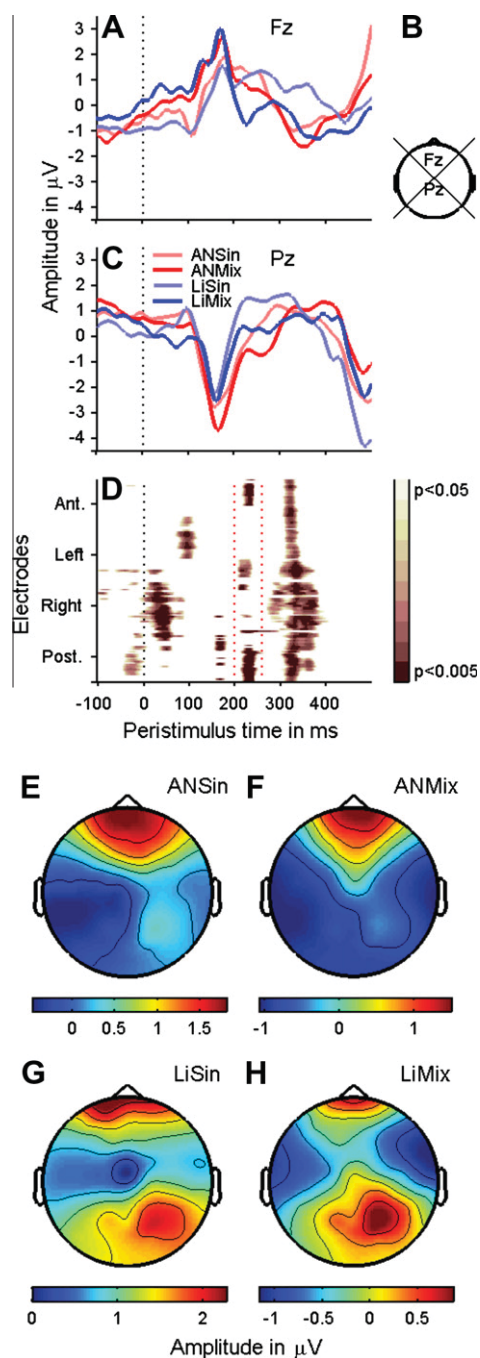 A
Fz
B
3
2
1
0
-1
-2
-3
-4
Amplitude in µV
Fz
Pz
C
Pz
ANSin
ANMix
LiSin
LiMix
3
2
1
0
-1
-2
-3
-4
D
Electrodes
Ant.
Left
Right
Post.
-100 0 100 200 300 400
Peristimulus time in ms
p<0.05
p<0.005
E ANSin
F ANMix
0 0.5 1 1.5
-1 0 1
G LiSin
H LiMix
0 1 2
-1 -0.5 0 0.5
Amplitude in µV